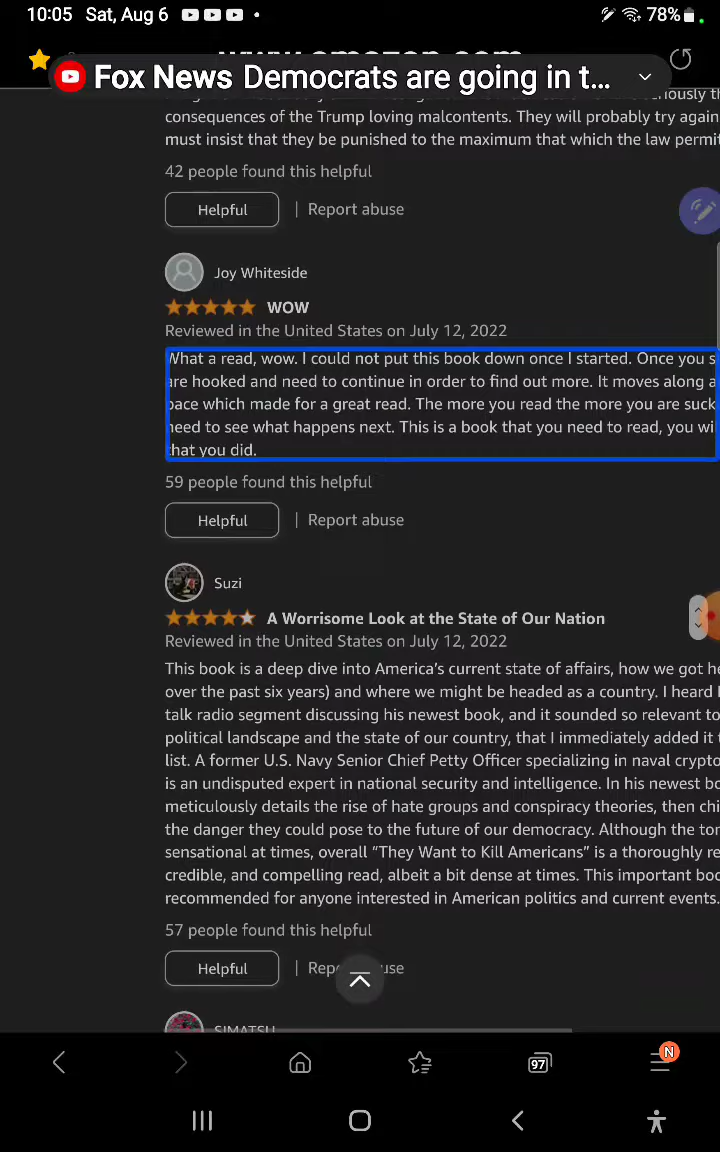 10:05 Sat, Aug 6 78%
Fox News Democrats are going in t...
consequences of the Trump loving malcontents. They will probably try again
must insist that they be punished to the maximum that which the law permi
42 people found this helpful
Helpful | Report abuse
Joy Whiteside
WOW
Reviewed in the United States on July 12, 2022
What a read, wow. I could not put this book down once I started. Once you s
are hooked and need to continue in order to find out more. It moves along a
pace which made for a great read. The more you read the more you are suck
need to see what happens next. This is a book that you need to read, you wi
that you did.
59 people found this helpful
Helpful | Report abuse
Suzi
A Worrisome Look at the State of Our Nation
Reviewed in the United States on July 12, 2022
This book is a deep dive into America's current state of affairs, how we got he
over the past six years) and where we might be headed as a country. I heard
talk radio segment discussing his newest book, and it sounded so relevant to
political landscape and the state of our country, that I immediately added it t
list. A former U.S. Navy Senior Chief Petty Officer specializing in naval crypto
is an undisputed expert in national security and intelligence. In his newest bo
meticulously details the rise of hate groups and conspiracy theories, then chi
the danger they could pose to the future of our democracy. Although the ton
sensational at times, overall “They Want to Kill Americans” is a thoroughly re
credible, and compelling read, albeit a bit dense at times. This important boo
recommended for anyone interested in American politics and current events.
57 people found this helpful
Helpful | Rep use
SIMATSU
97
N